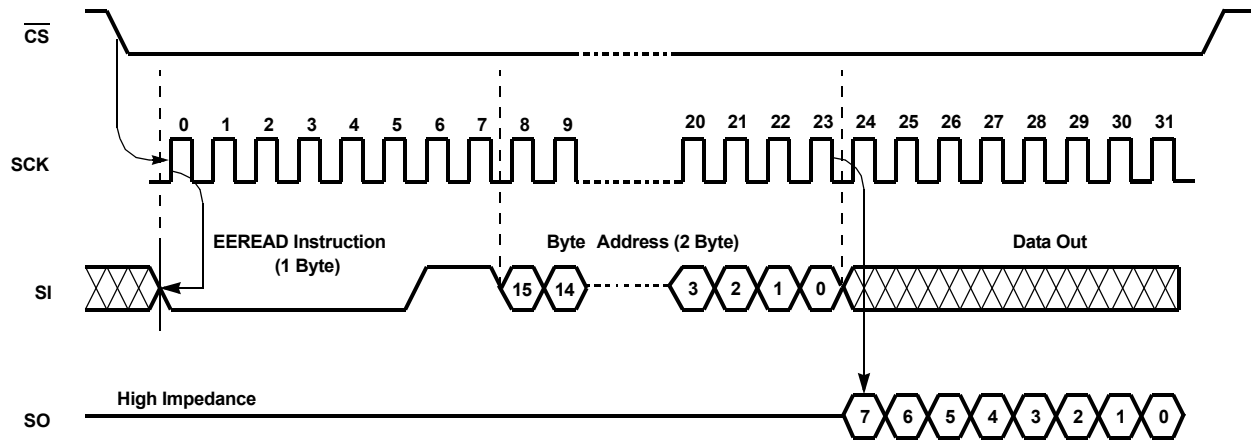 CS
0 1 2 3 4 5 6 7 8 9 20 21 22 23 24 25 26 27 28 29 30 31
SCK
EEREAD Instruction
(1 Byte)
Byte Address (2 Byte)
Data Out
SI
15 14 3 2 1 0
High Impedance
SO
7 6 5 4 3 2 1 0